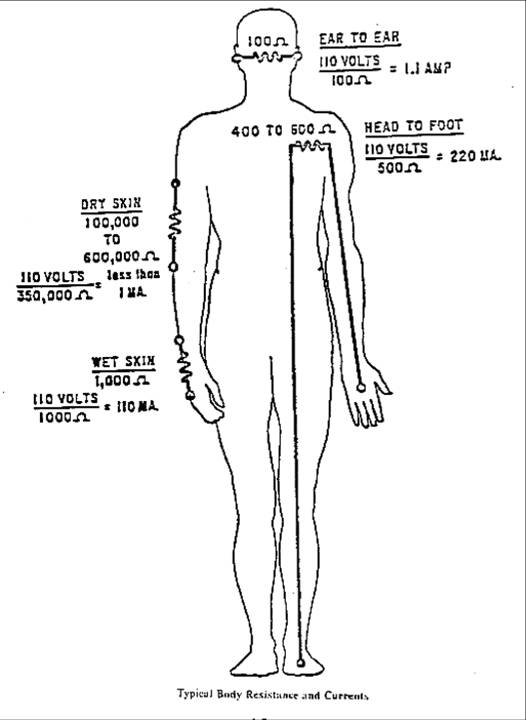 100Ω
EAR TO EAR
110 VOLTS
100Ω
= 1.1 AMP
400 TO 600 Ω
HEAD TO FOOT
110 VOLTS
500Ω
= 220 MA.
DRY SKIN
100,000
TO
600,000Ω
110 VOLTS
350,000Ω
= less than
1 MA.
WET SKIN
1,000Ω
110 VOLTS
1000Ω
= 110 MA.
Typical Body Resistance and Currents